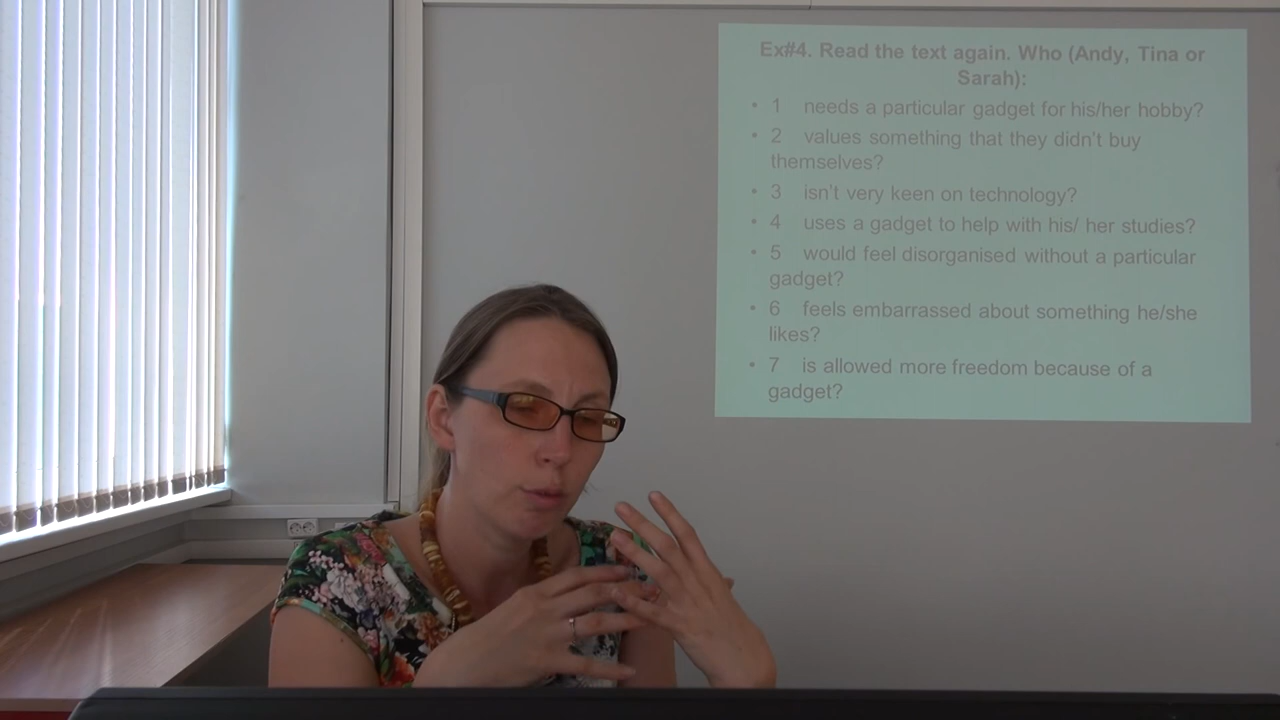 Ex#4. Read the text again. Who (Andy, Tina or
Sarah):
• 1 needs a particular gadget for his/her hobby?
• 2 values something that they didn't buy
themselves?
• 3 isn't very keen on technology?
• 4 uses a gadget to help with his/ her studies?
• 5 would feel disorganised without a particular
gadget?
• 6 feels embarrassed about something he/she
likes?
• 7 is allowed more freedom because of a
gadget?